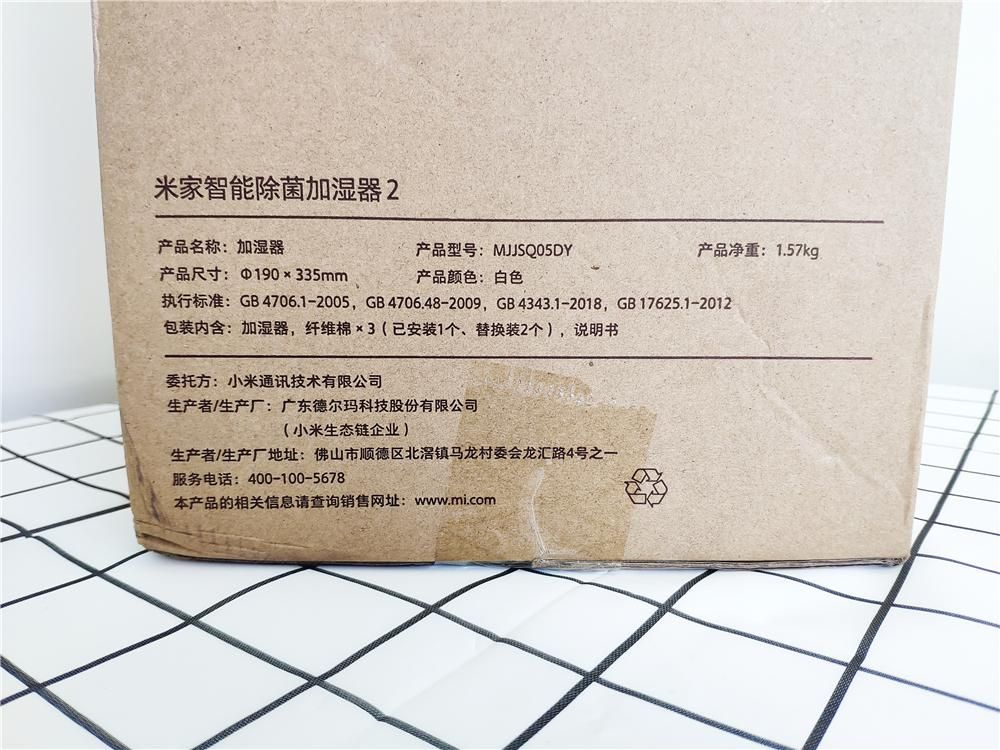 米家智能除菌加湿器2
产品名称：加湿器 产品型号：MJJSQ05DY 产品净重：1.57kg
产品尺寸：Φ190×335mm 产品颜色：白色
执行标准：GB 4706.1-2005，GB 4706.48-2009，GB 4343.1-2018，GB 17625.1-2012
包装内含：加湿器，纤维棉×3（已安装1个、替换装2个），说明书
委托方：小米通讯技术有限公司
生产者/生产厂：广东德尔玛科技股份有限公司
（小米生态链企业）
生产者/生产厂地址：佛山市顺德区北滘镇马龙村委会龙汇路4号之一
服务电话：400-100-5678
本产品的相关信息请查询销售网址：www.mi.com